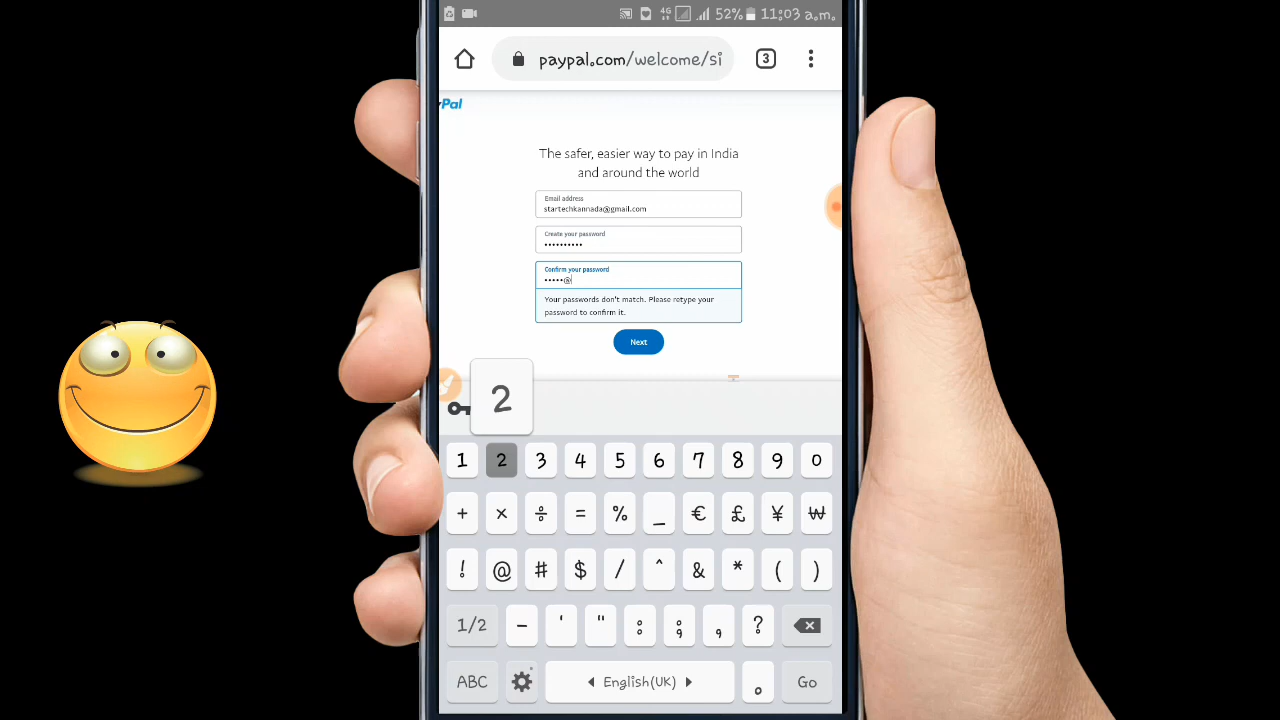 52% 11:03 a.m.
paypal.com/welcome/si
3
yPal
The safer, easier way to pay in India
and around the world
Email address
startechkannada@gmail.com
Create your password
••••••••••
Confirm your password
•••••@
Your passwords don't match. Please retype your
password to confirm it.
Next
2
1 2 3 4 5 6 7 8 9 0
+ × ÷ = % _ € £ ¥ ₩
! @ # $ / ^ & * ( )
1/2 - ' " : ; , ?
ABC English(UK) . Go